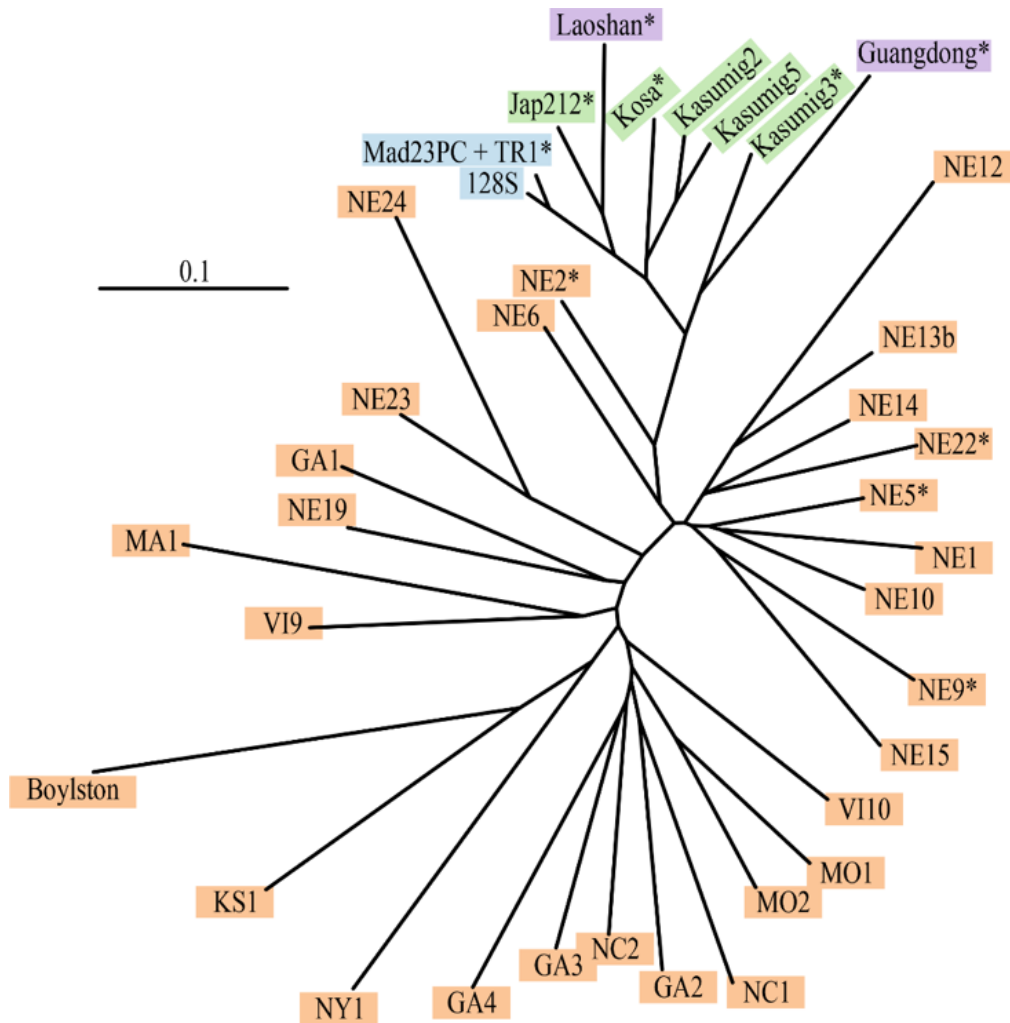 Laoshan*
Guangdong*
Jap212*
Kosa*
Kasumig2
Kasumig5
Kasumig3*
Mad23PC + TR1*
128S
NE24
NE12
0.1
NE2*
NE6
NE13b
NE23
NE14
GA1
NE22*
NE19
NE5*
MA1
NE1
NE10
VI9
NE9*
NE15
Boylston
VI10
MO1
KS1
MO2
NC2
GA3
GA2
NC1
GA4
NY1